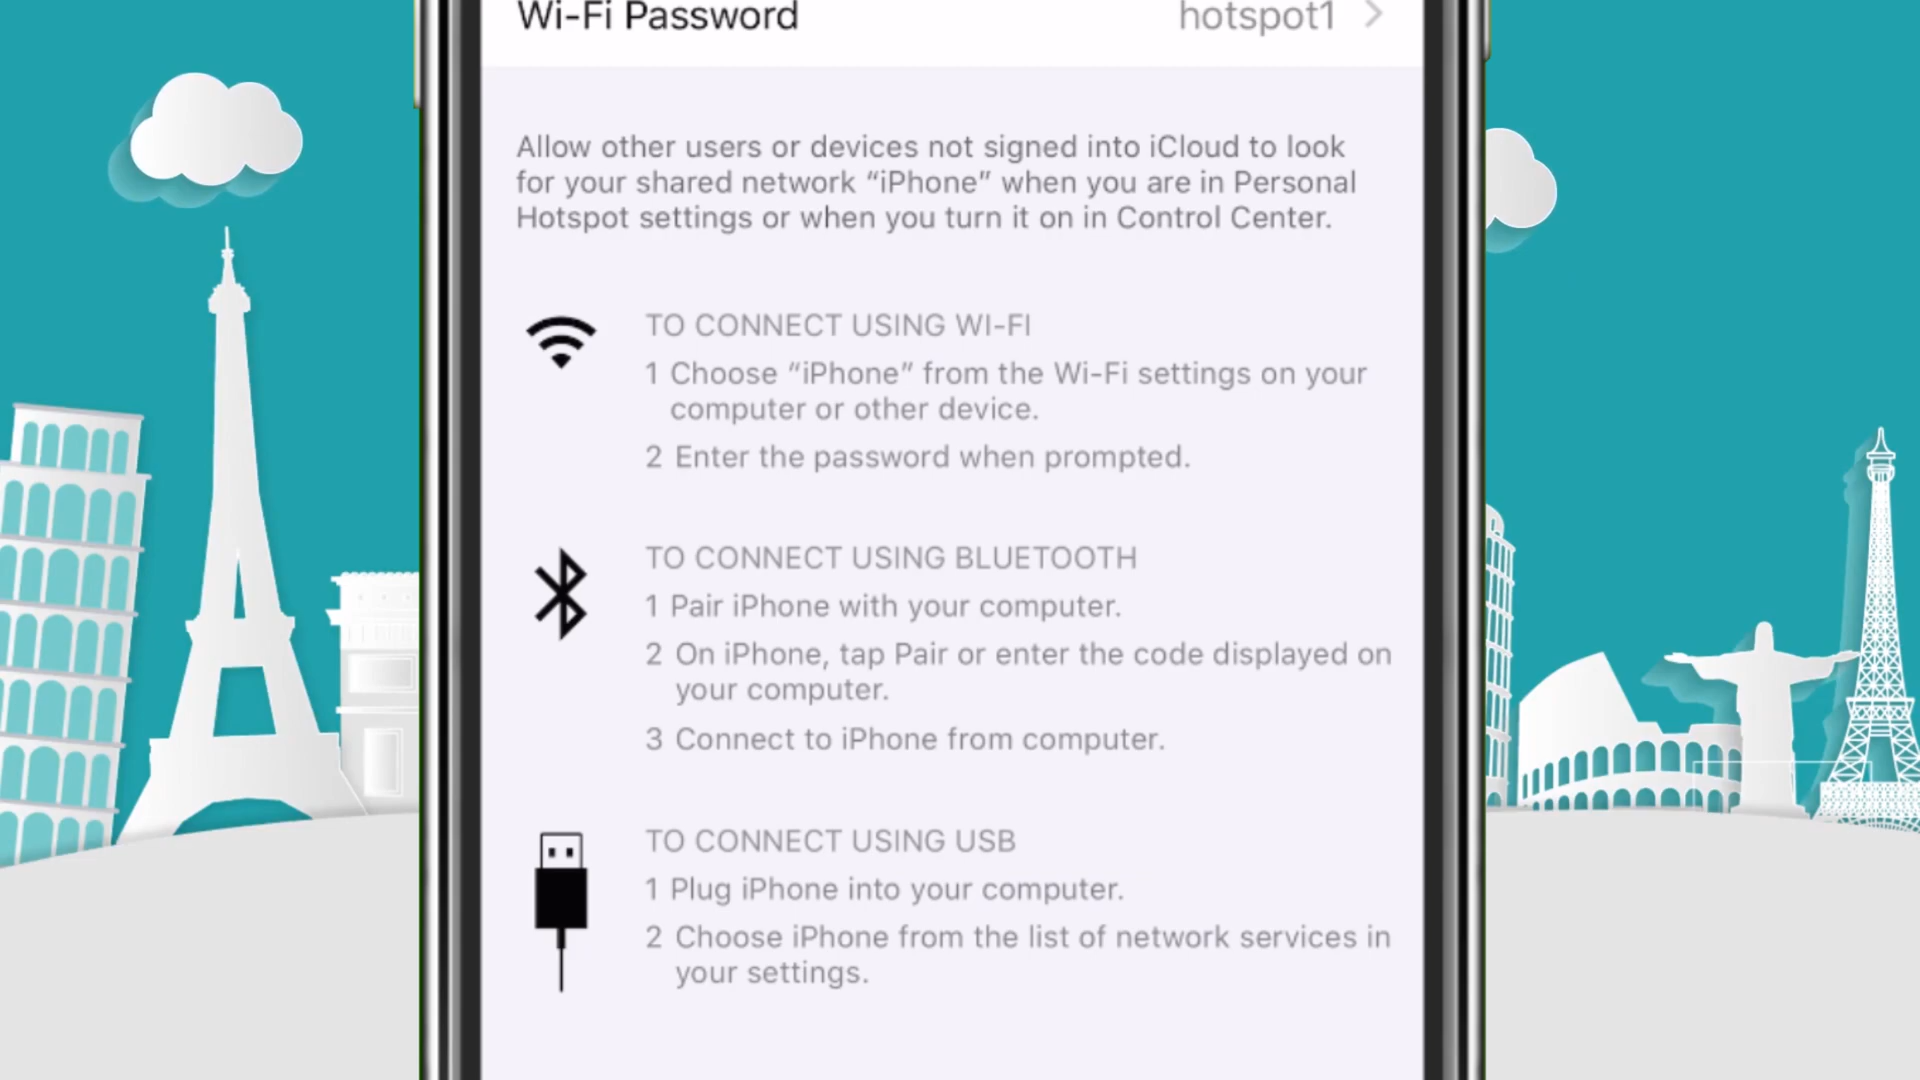 Wi-Fi Password hotspot1
Allow other users or devices not signed into iCloud to look
for your shared network “iPhone” when you are in Personal
Hotspot settings or when you turn it on in Control Center.
TO CONNECT USING WI-FI
1 Choose “iPhone” from the Wi-Fi settings on your
computer or other device.
2 Enter the password when prompted.
TO CONNECT USING BLUETOOTH
1 Pair iPhone with your computer.
2 On iPhone, tap Pair or enter the code displayed on
your computer.
3 Connect to iPhone from computer.
TO CONNECT USING USB
1 Plug iPhone into your computer.
2 Choose iPhone from the list of network services in
your settings.